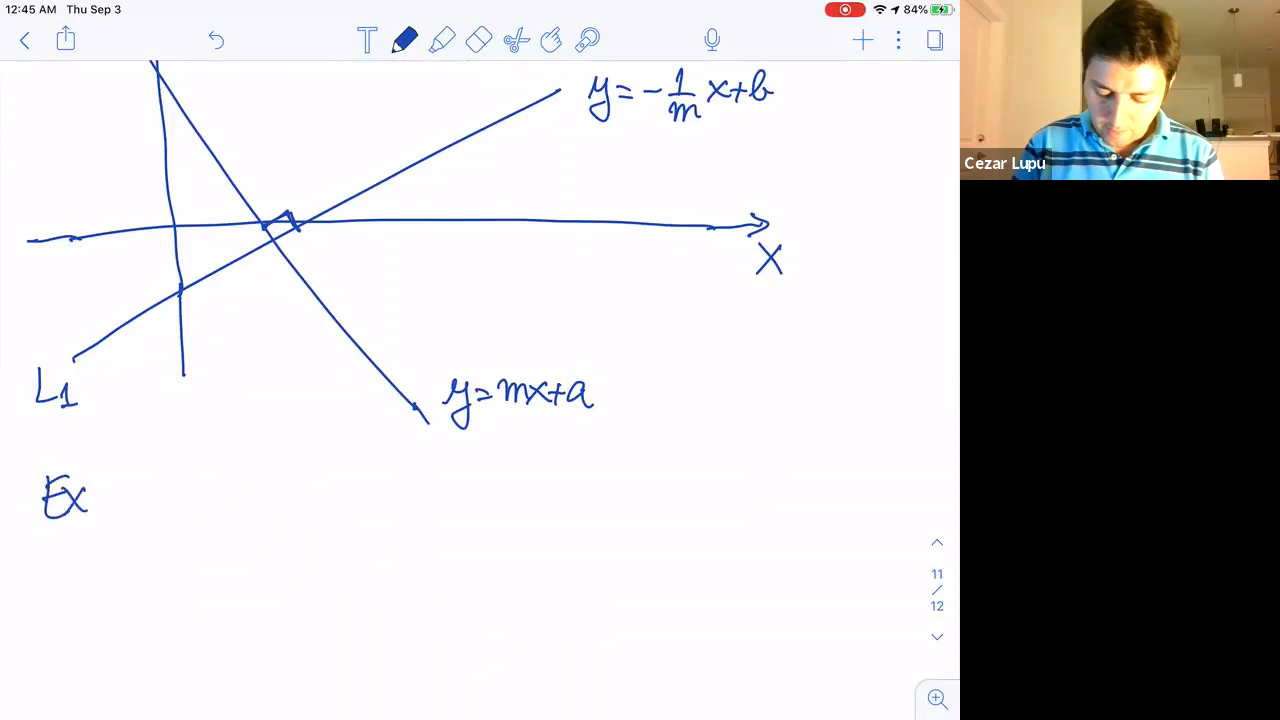 12:45 AM Thu Sep 3
84%
T
y = -1/m x + b
Cezar Lupu
X
L1
y = mx + a
Ex
11
/
12